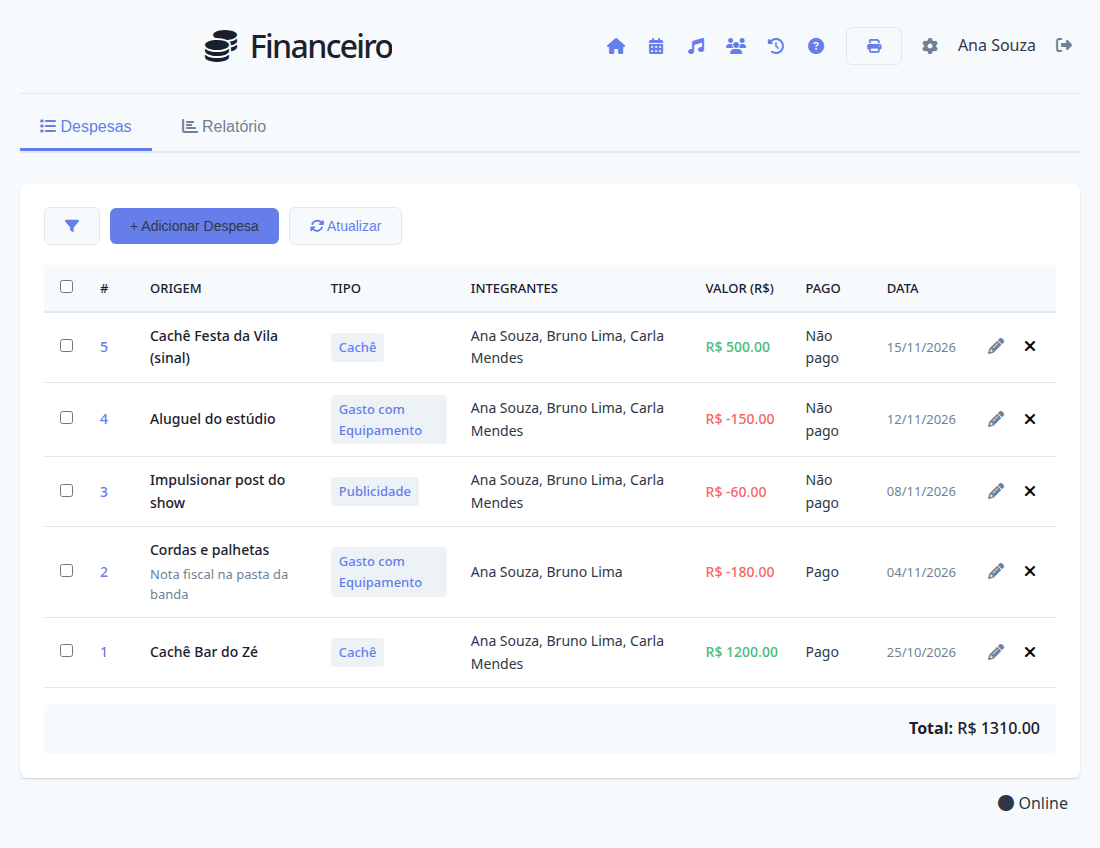 Financeiro
Ana Souza
Despesas
Relatório
+ Adicionar Despesa
Atualizar
# ORIGEM TIPO INTEGRANTES VALOR (R$) PAGO DATA
5 Cachê Festa da Vila (sinal) Cachê Ana Souza, Bruno Lima, Carla Mendes R$ 500.00 Não pago 15/11/2026
4 Aluguel do estúdio Gasto com Equipamento Ana Souza, Bruno Lima, Carla Mendes R$ -150.00 Não pago 12/11/2026
3 Impulsionar post do show Publicidade Ana Souza, Bruno Lima, Carla Mendes R$ -60.00 Não pago 08/11/2026
2 Cordas e palhetas Nota fiscal na pasta da banda Gasto com Equipamento Ana Souza, Bruno Lima R$ -180.00 Pago 04/11/2026
1 Cachê Bar do Zé Cachê Ana Souza, Bruno Lima, Carla Mendes R$ 1200.00 Pago 25/10/2026
Total: R$ 1310.00
Online